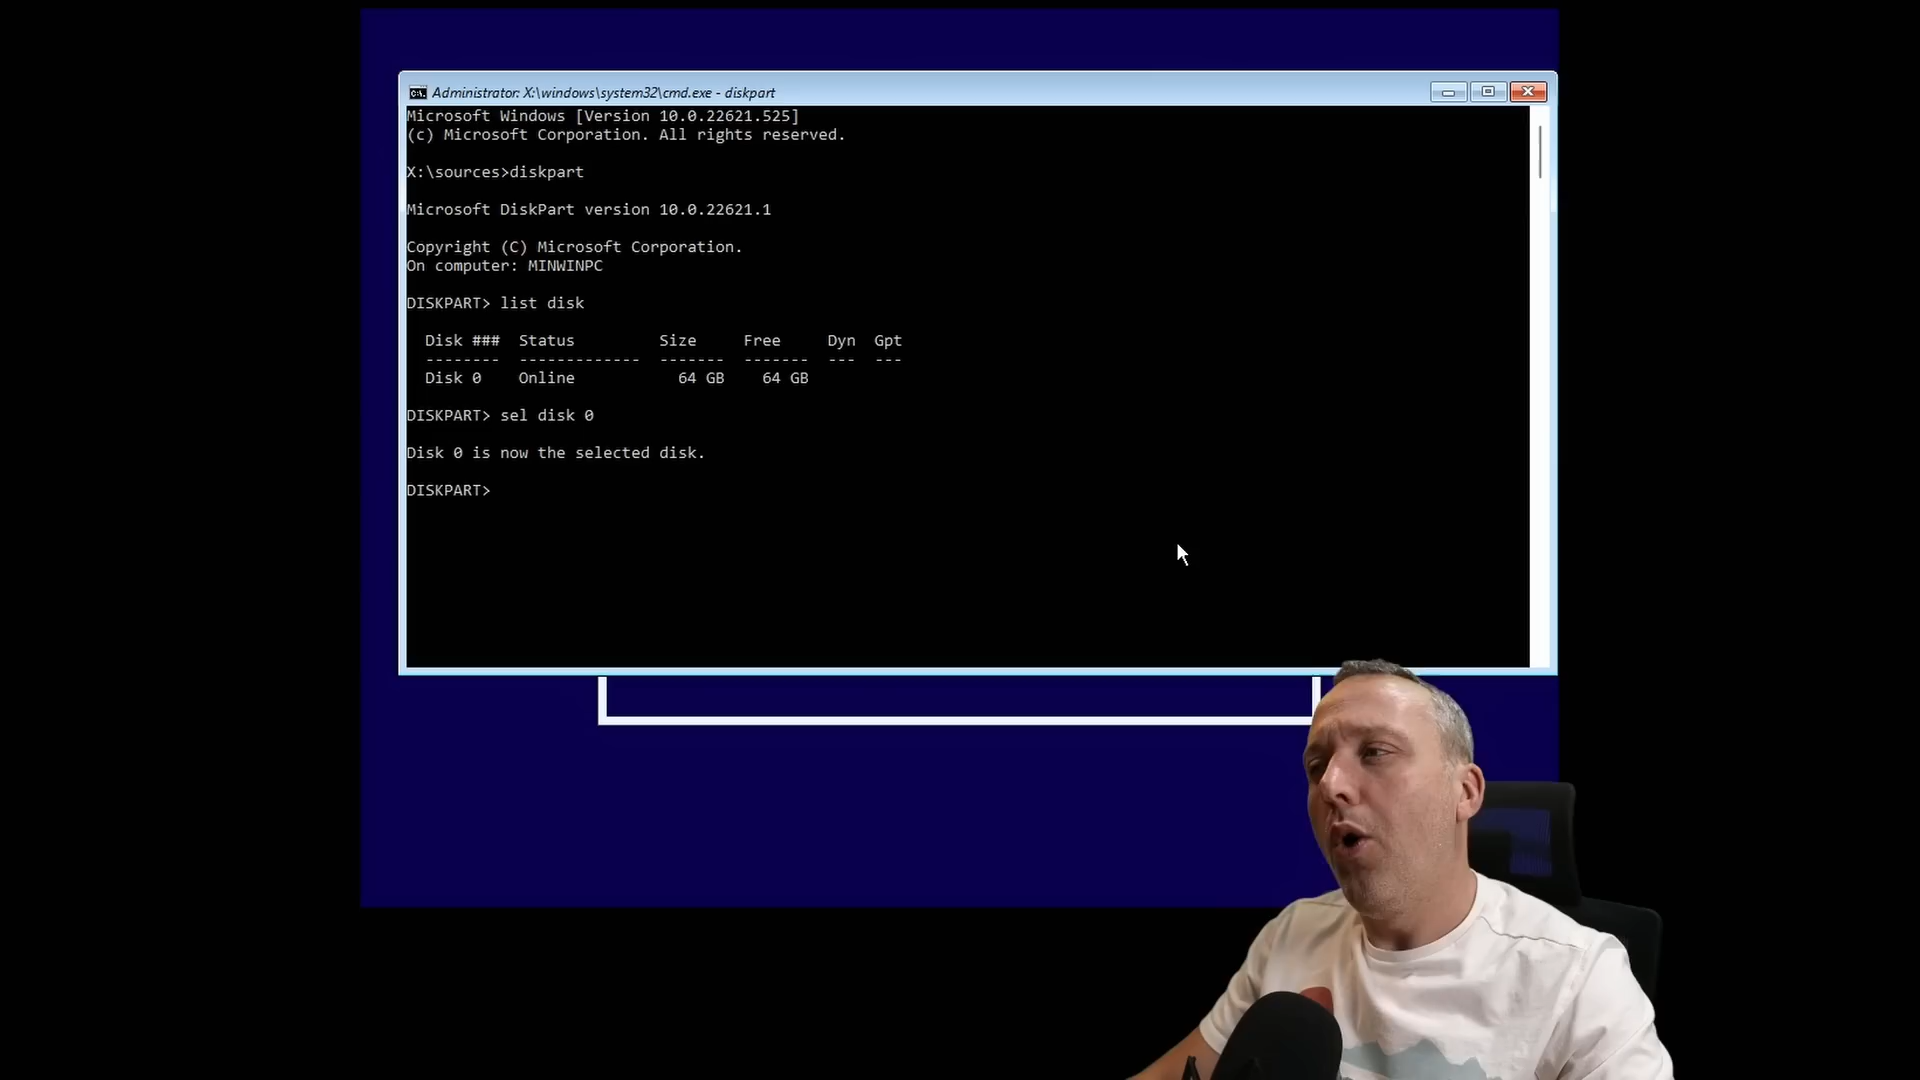 Administrator: X:\windows\system32\cmd.exe - diskpart
Microsoft Windows [Version 10.0.22621.525]
(c) Microsoft Corporation. All rights reserved.
X:\sources>diskpart
Microsoft DiskPart version 10.0.22621.1
Copyright (C) Microsoft Corporation.
On computer: MINWINPC
DISKPART> list disk
Disk ###  Status         Size     Free     Dyn  Gpt
--------  -------------  -------  -------  ---  ---
Disk 0    Online           64 GB    64 GB
DISKPART> sel disk 0
Disk 0 is now the selected disk.
DISKPART>